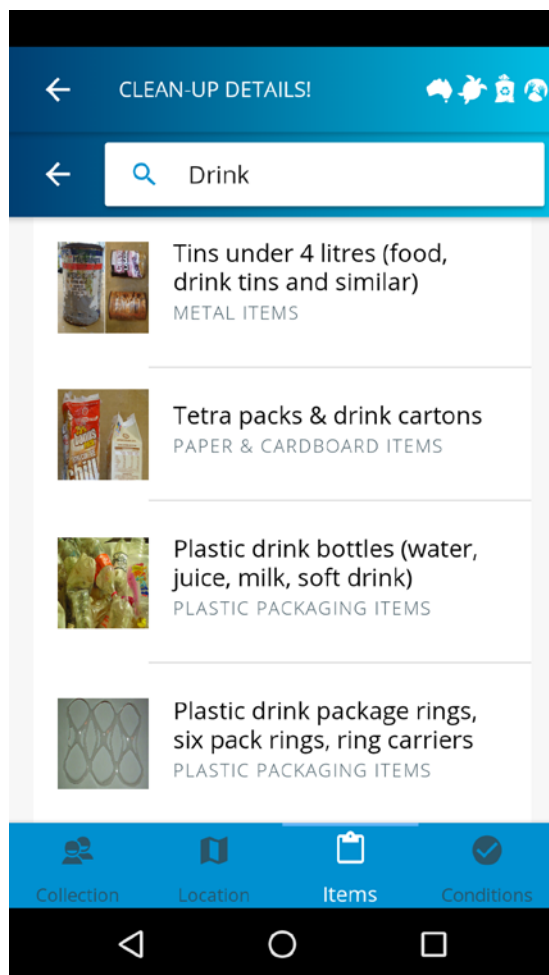 CLEAN-UP DETAILS!
Drink
Tins under 4 litres (food,
drink tins and similar)
METAL ITEMS
Tetra packs & drink cartons
PAPER & CARDBOARD ITEMS
Plastic drink bottles (water,
juice, milk, soft drink)
PLASTIC PACKAGING ITEMS
Plastic drink package rings,
six pack rings, ring carriers
PLASTIC PACKAGING ITEMS
Collection
Location
Items
Conditions